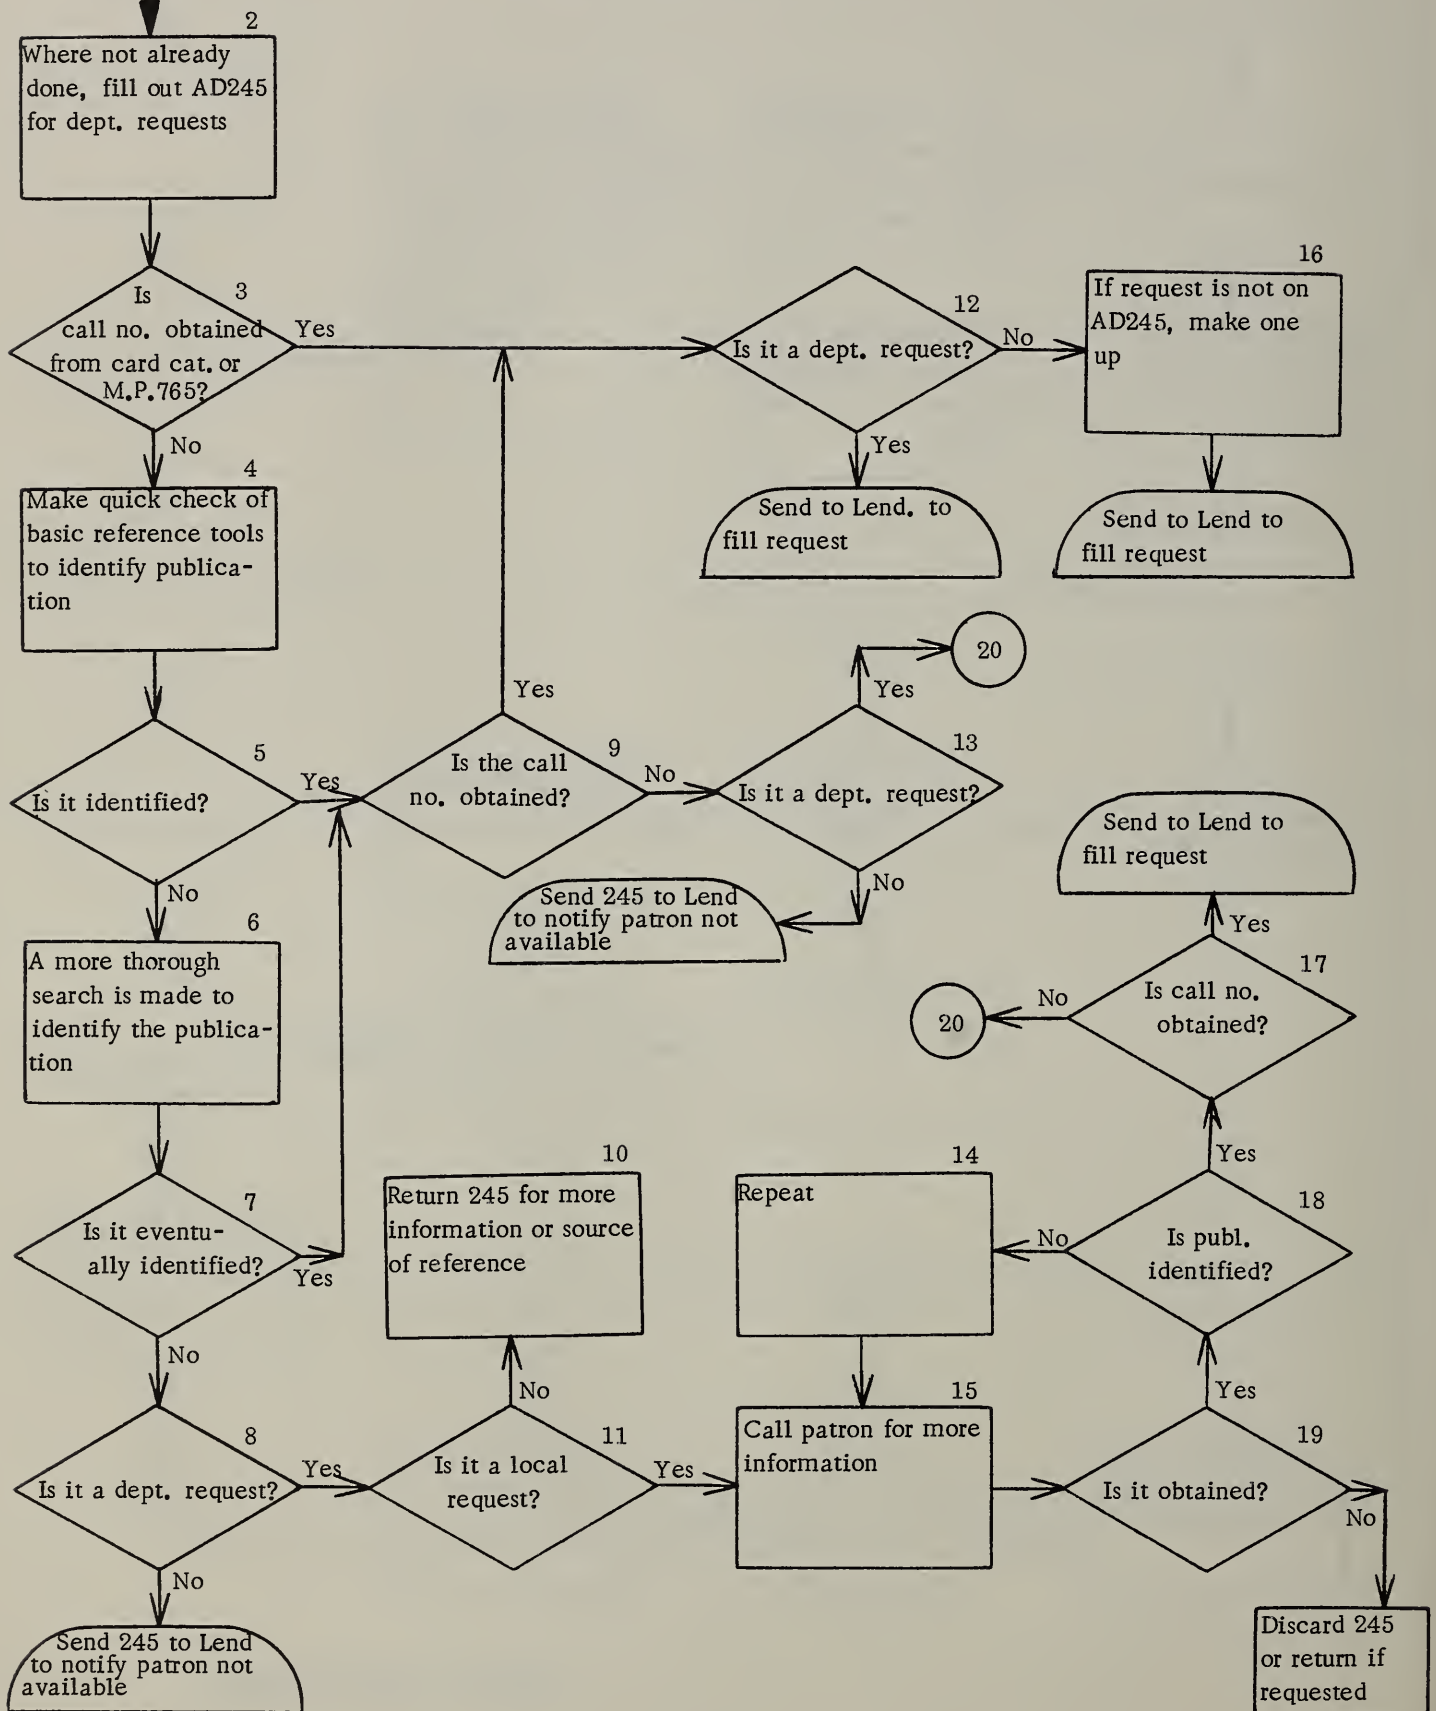 2
Where not already
done, fill out AD245
for dept. requests
3
Is
call no. obtained
from card cat. or
M.P.765?
Yes
No
12
Is it a dept. request?
No
Yes
16
If request is not on
AD245, make one
up
Send to Lend. to
fill request
Send to Lend to
fill request
4
Make quick check of
basic reference tools
to identify publica-
tion
5
Is it identified?
Yes
No
9
Is the call
no. obtained?
Yes
No
13
Is it a dept. request?
Yes
20
No
Send 245 to Lend
to notify patron not
available
6
A more thorough
search is made to
identify the publica-
tion
7
Is it eventu-
ally identified?
Yes
No
8
Is it a dept. request?
Yes
No
Send 245 to Lend
to notify patron not
available
10
Return 245 for more
information or source
of reference
11
Is it a local
request?
No
Yes
14
Repeat
15
Call patron for more
information
19
Is it obtained?
Yes
No
Discard 245
or return if
requested
18
Is publ.
identified?
No
Yes
17
Is call no.
obtained?
No
20
Yes
Send to Lend to
fill request